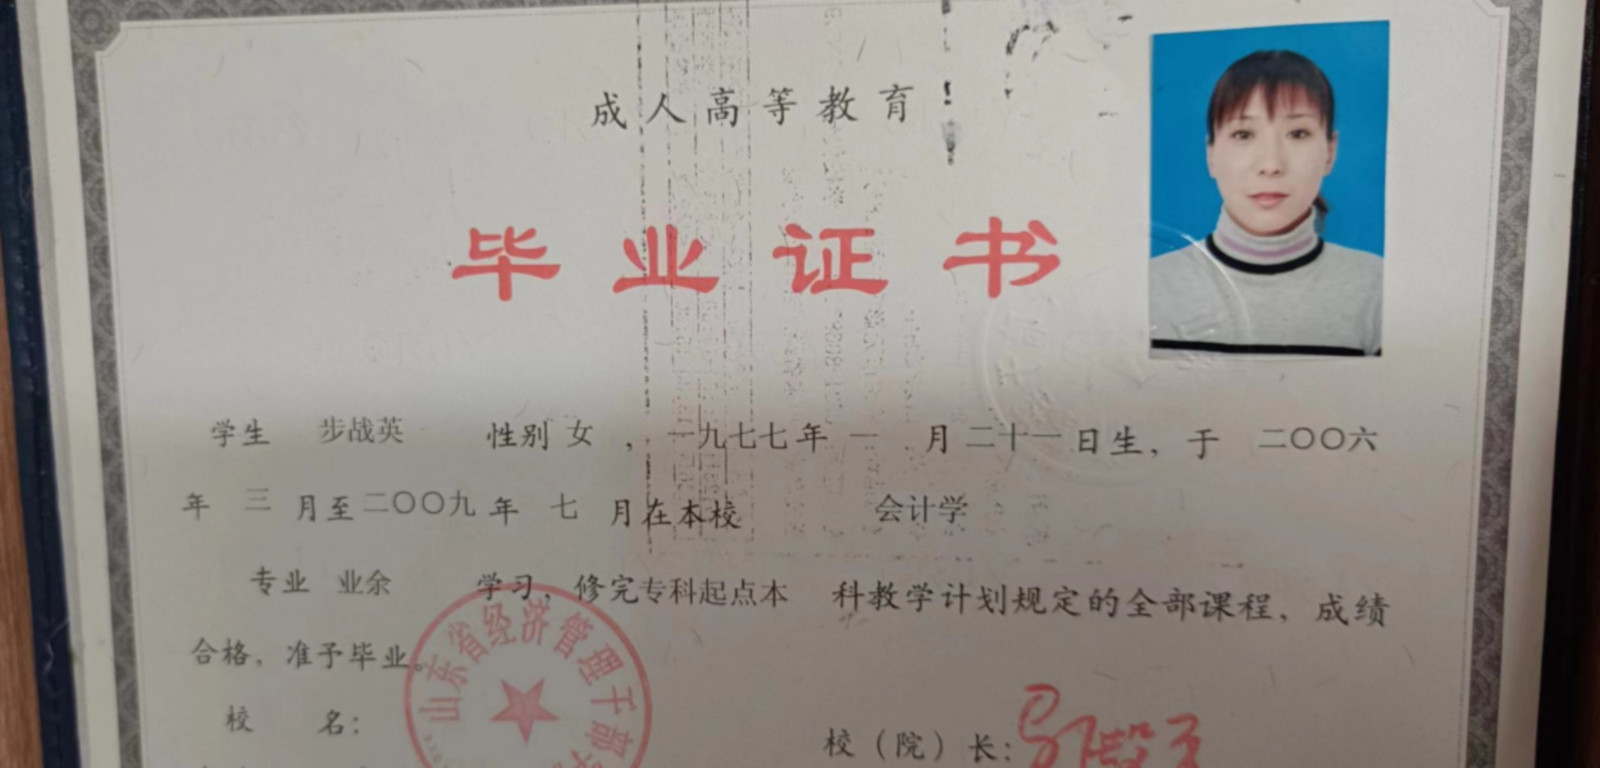 成人高等教育
毕业证书
学生 步战英 性别 女 ，一九七七年 一 月 二十一 日生，于 二〇〇六
年 三 月至 二〇〇九 年 七 月在本校 会计学
专业 业余 学习，修完专科起点本 科教学计划规定的全部课程，成绩
合格，准予毕业。
山东省经济管理干部学
校 名：
校（院）长：